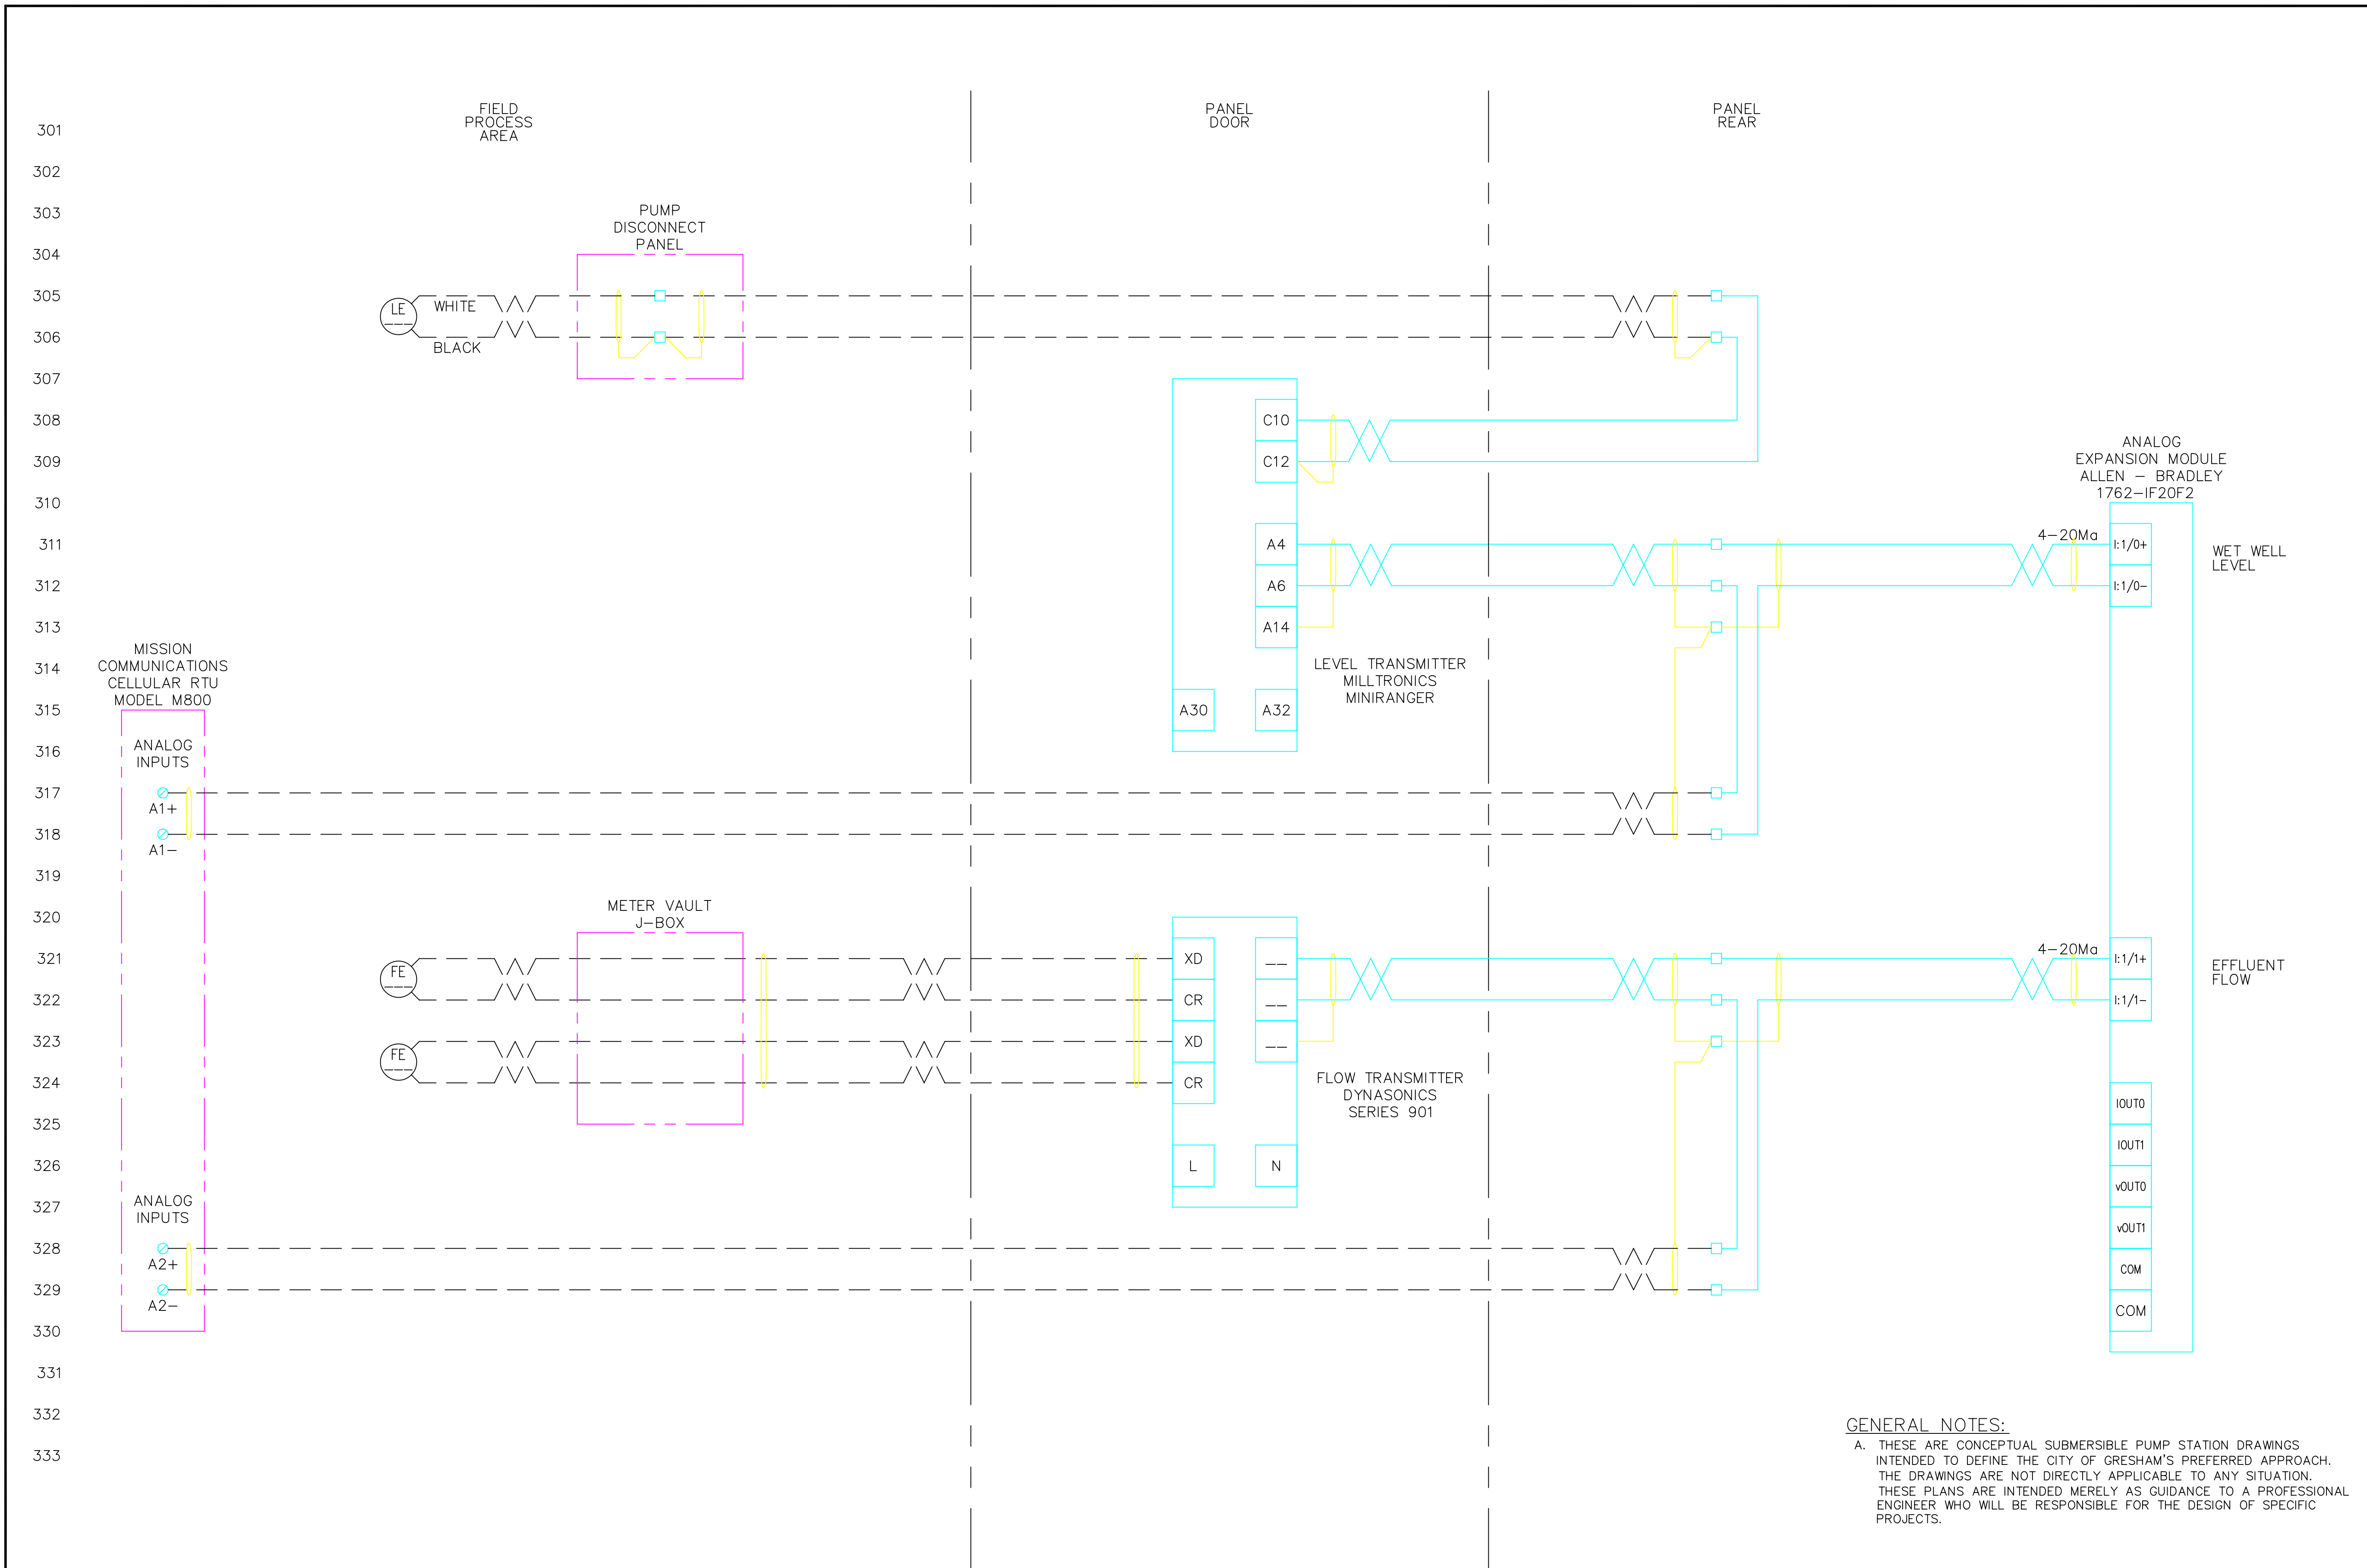 FIELD
PROCESS
AREA
PANEL
DOOR
PANEL
REAR
301
302
303
304
305
306
307
308
309
310
311
312
313
314
315
316
317
318
319
320
321
322
323
324
325
326
327
328
329
330
331
332
333
PUMP
DISCONNECT
PANEL
LE
___
WHITE
BLACK
C10
C12
A4
A6
A14
A30
A32
LEVEL TRANSMITTER
MILLTRONICS
MINIRANGER
ANALOG
EXPANSION MODULE
ALLEN – BRADLEY
1762–IF20F2
4–20Ma
I:1/0+
I:1/0–
WET WELL
LEVEL
MISSION
COMMUNICATIONS
CELLULAR RTU
MODEL M800
ANALOG
INPUTS
A1+
A1–
METER VAULT
J–BOX
FE
___
FE
___
XD
CR
XD
CR
__
__
__
L
N
FLOW TRANSMITTER
DYNASONICS
SERIES 901
4–20Ma
I:1/1+
I:1/1–
EFFLUENT
FLOW
IOUT0
IOUT1
vOUT0
vOUT1
COM
COM
ANALOG
INPUTS
A2+
A2–
GENERAL NOTES:
A. THESE ARE CONCEPTUAL SUBMERSIBLE PUMP STATION DRAWINGS
INTENDED TO DEFINE THE CITY OF GRESHAM'S PREFERRED APPROACH.
THE DRAWINGS ARE NOT DIRECTLY APPLICABLE TO ANY SITUATION.
THESE PLANS ARE INTENDED MERELY AS GUIDANCE TO A PROFESSIONAL
ENGINEER WHO WILL BE RESPONSIBLE FOR THE DESIGN OF SPECIFIC
PROJECTS.